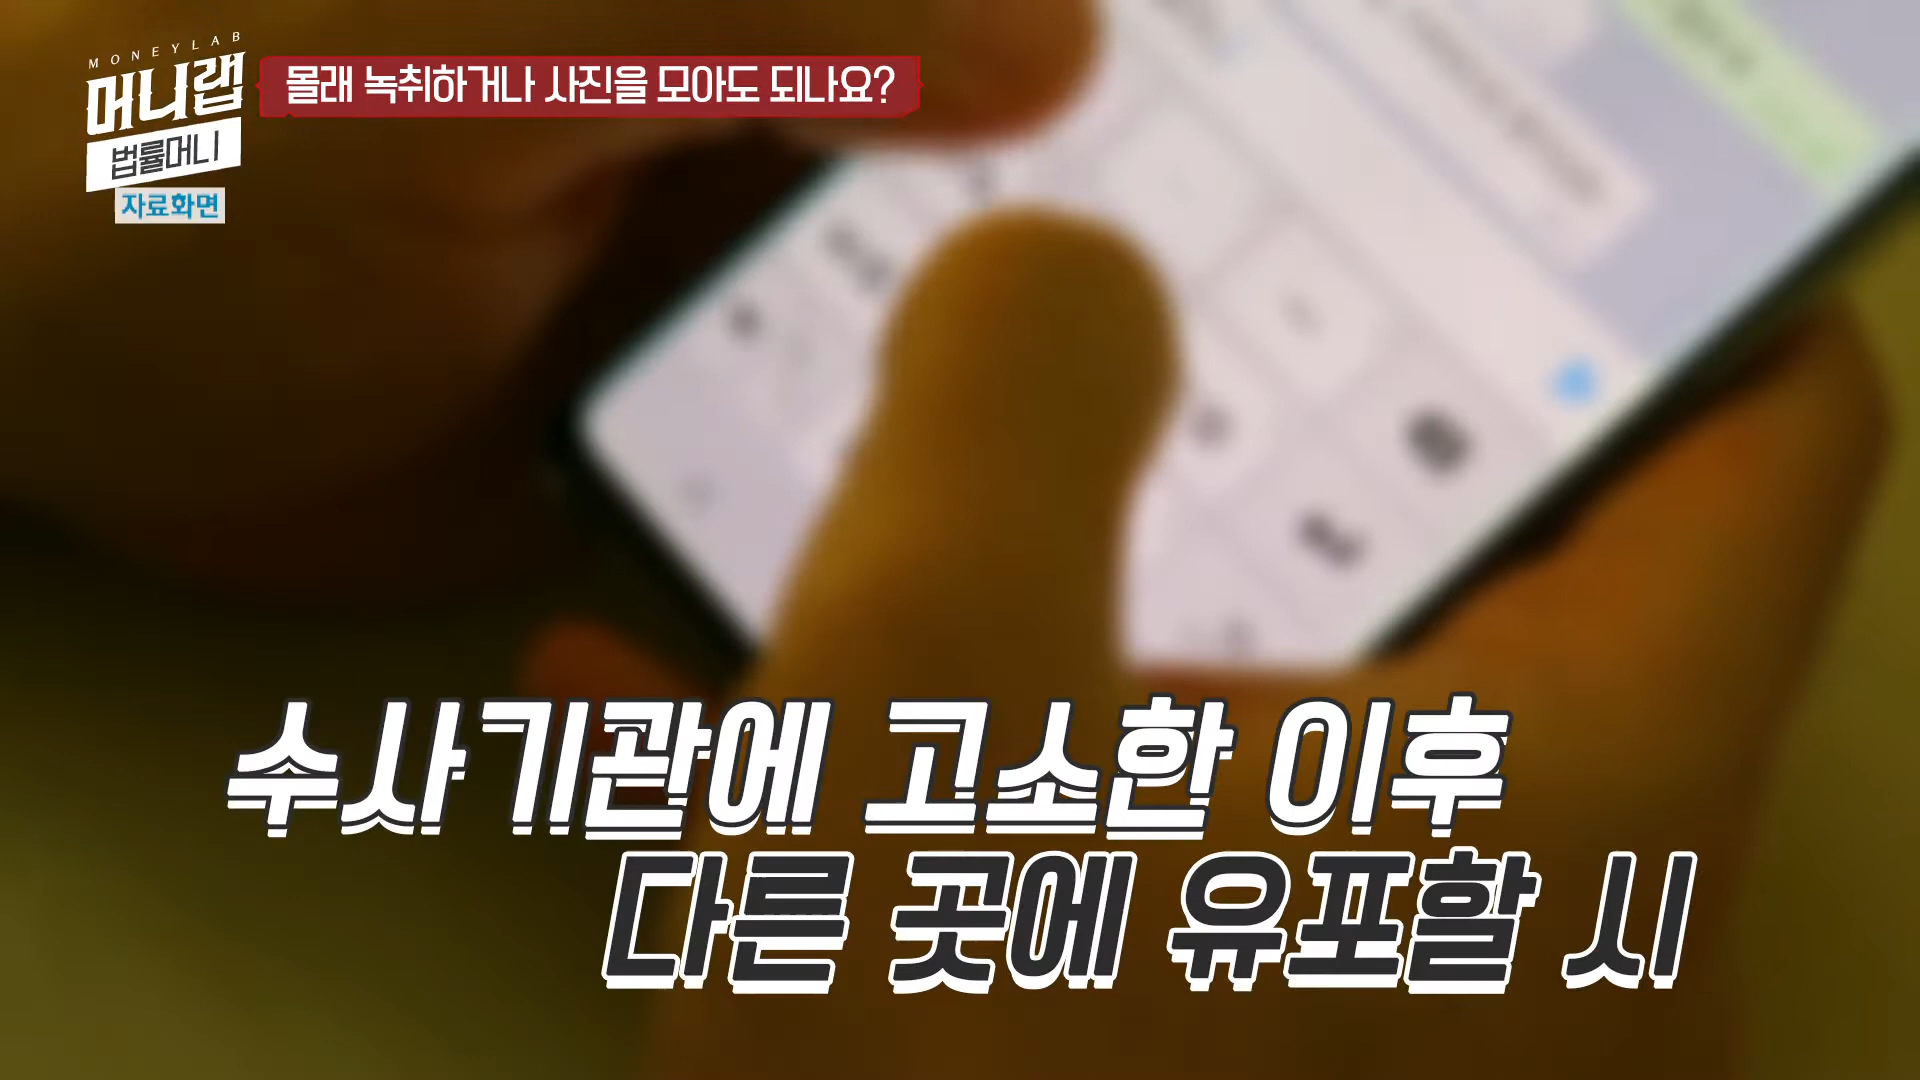 MONEYLAB
머니랩
법률머니
자료화면
몰래 녹취하거나 사진을 모아도 되나요?
수사기관에 고소한 이후
다른 곳에 유포할 시